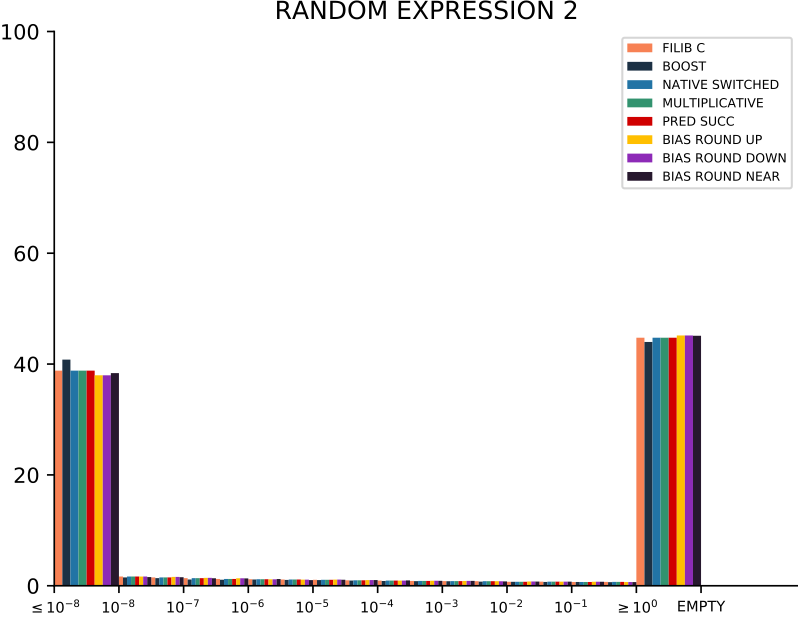 RANDOM EXPRESSION 2
100
80
60
40
20
0
FILIB C
BOOST
NATIVE SWITCHED
MULTIPLICATIVE
PRED SUCC
BIAS ROUND UP
BIAS ROUND DOWN
BIAS ROUND NEAR
≤ 10⁻⁸ 10⁻⁸ 10⁻⁷ 10⁻⁶ 10⁻⁵ 10⁻⁴ 10⁻³ 10⁻² 10⁻¹ ≥ 10⁰ EMPTY